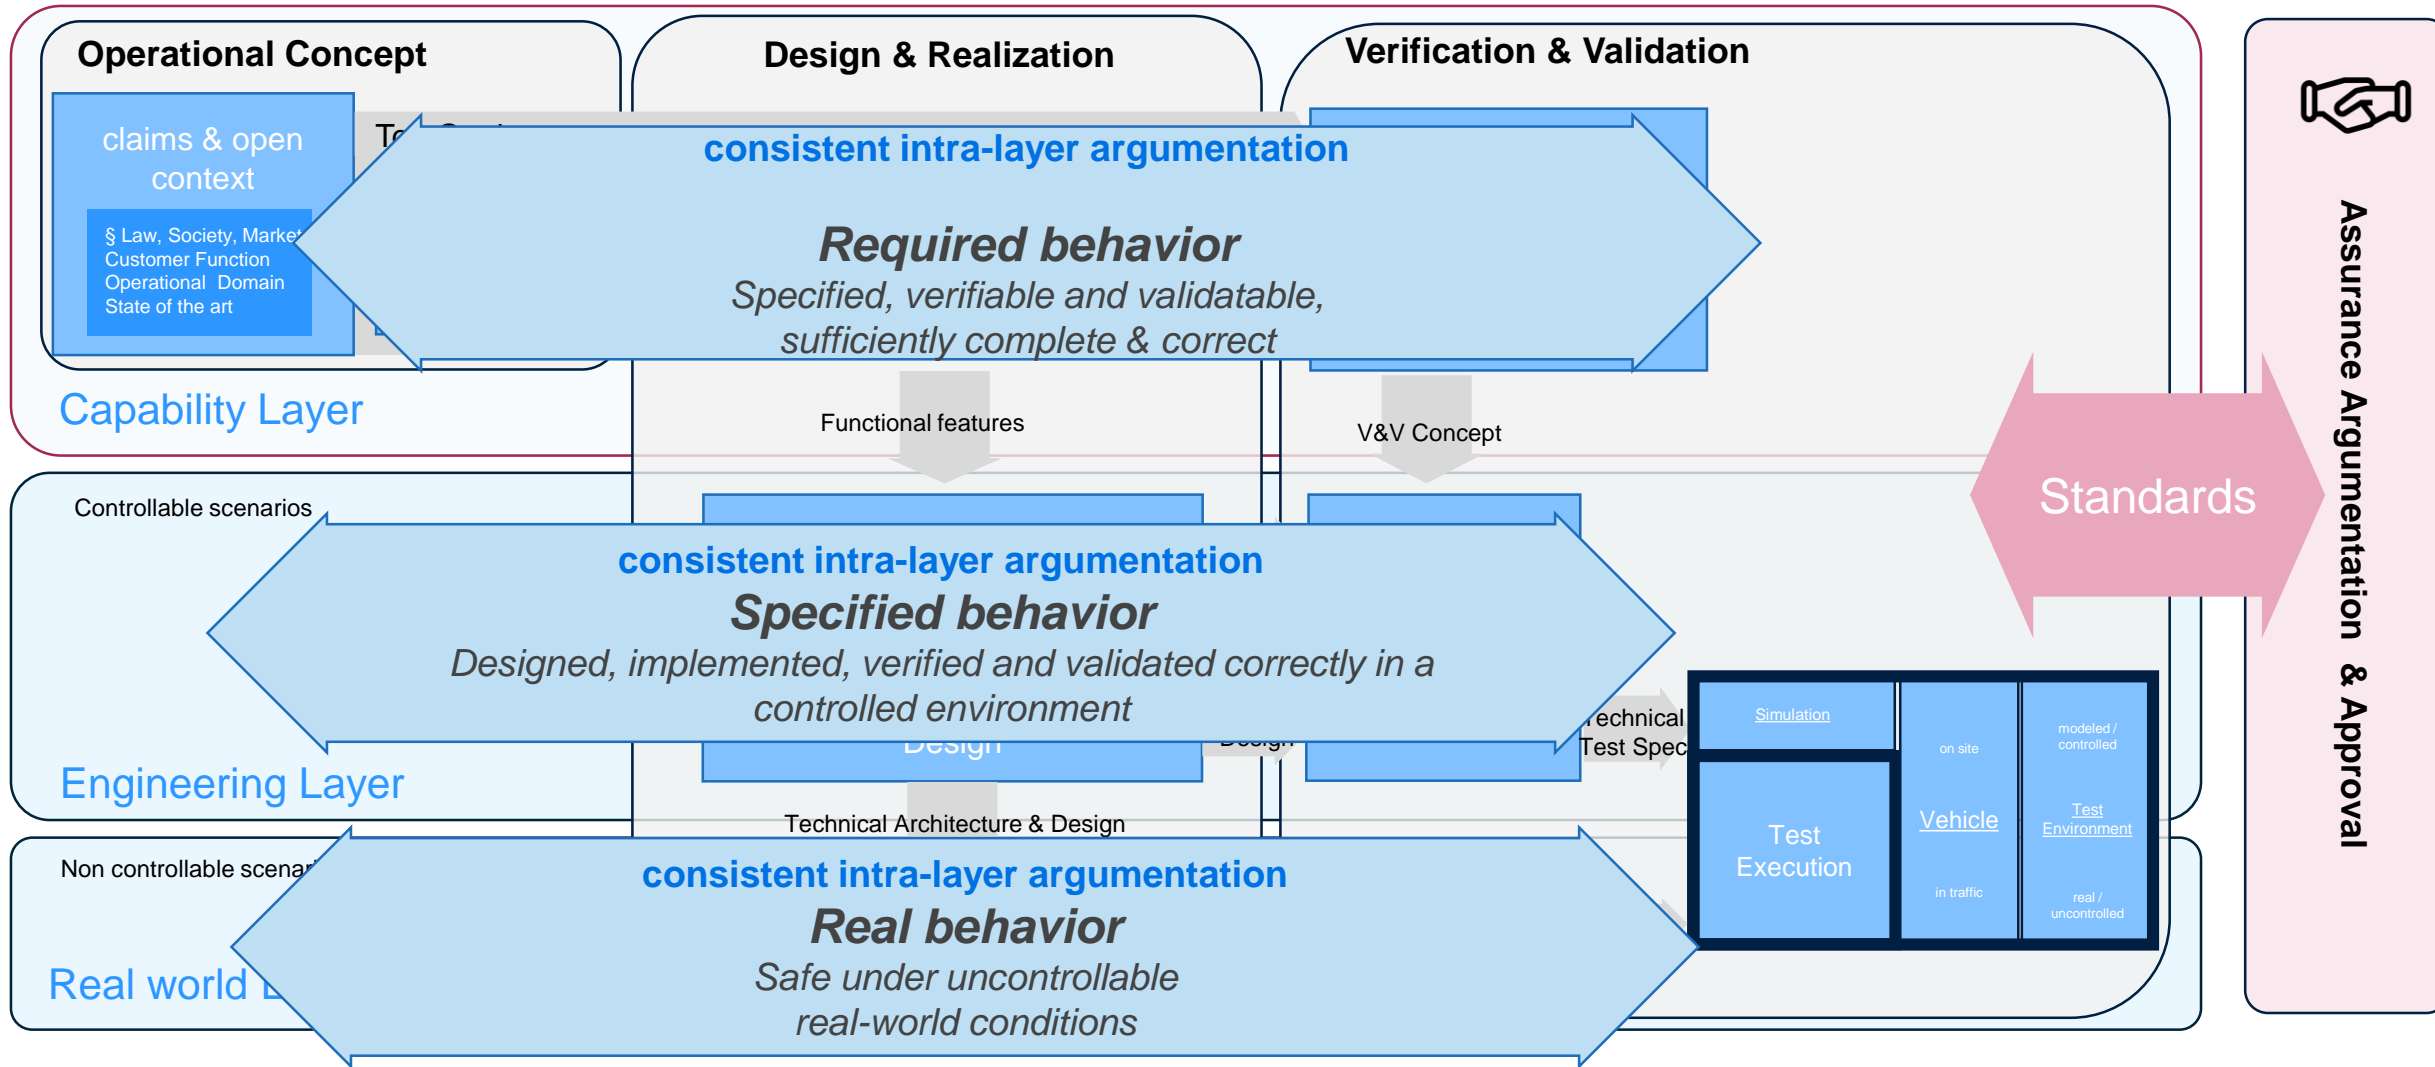 Operational Concept
Design & Realization
Verification & Validation
claims & open
context
§ Law, Society, Market
Customer Function
Operational Domain
State of the art
consistent intra-layer argumentation
Required behavior
Specified, verifiable and validatable,
sufficiently complete & correct
Capability Layer
Functional features
V&V Concept
Controllable scenarios
consistent intra-layer argumentation
Specified behavior
Designed, implemented, verified and validated correctly in a
controlled environment
Design
Design
Technical
Test Spec
Engineering Layer
Technical Architecture & Design
Non controllable
consistent intra-layer argumentation
Real behavior
Safe under uncontrollable
real-world conditions
Real world
Simulation
Test
Execution
on site
Vehicle
in traffic
modeled /
controlled
Test
Environment
real /
uncontrolled
Standards
Assurance Argumentation & Approval